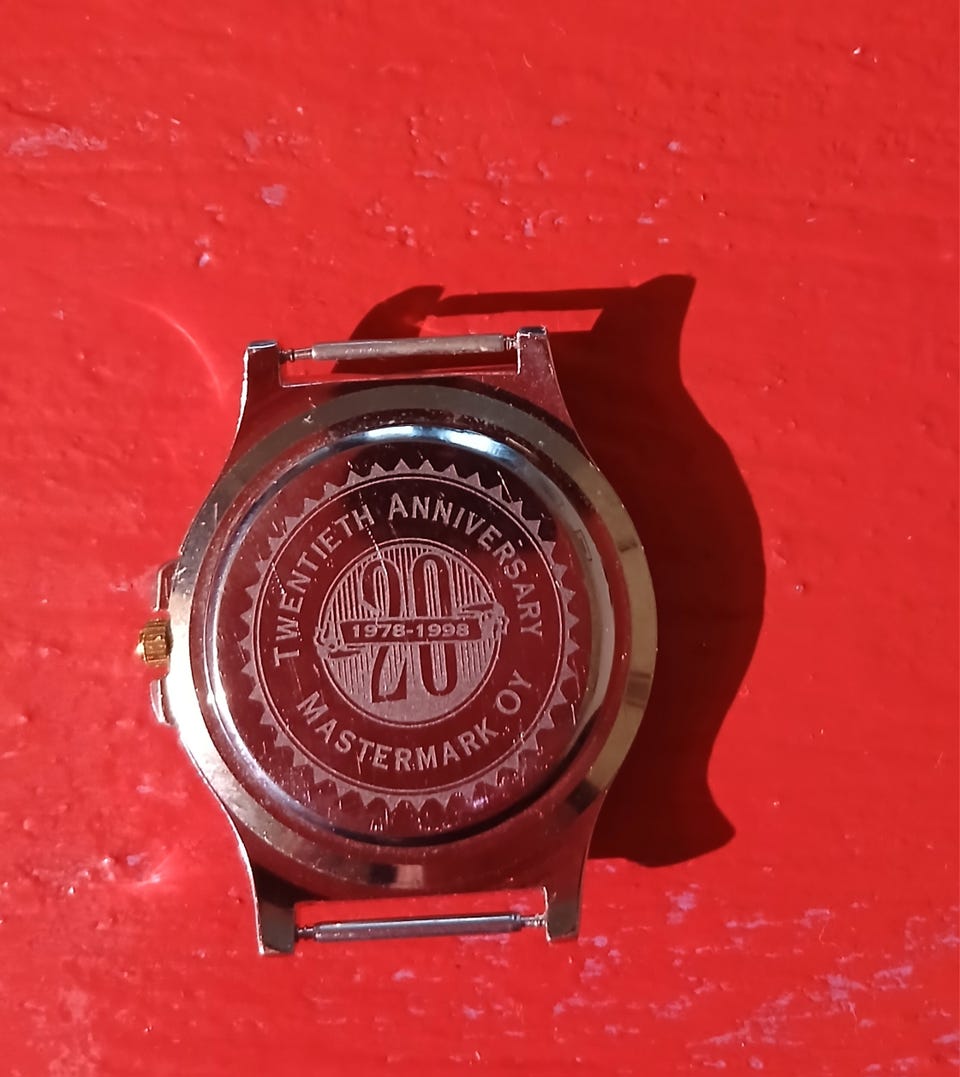 TWENTIETH ANNIVERSARY
20
1978-1998
MASTERMARK OY